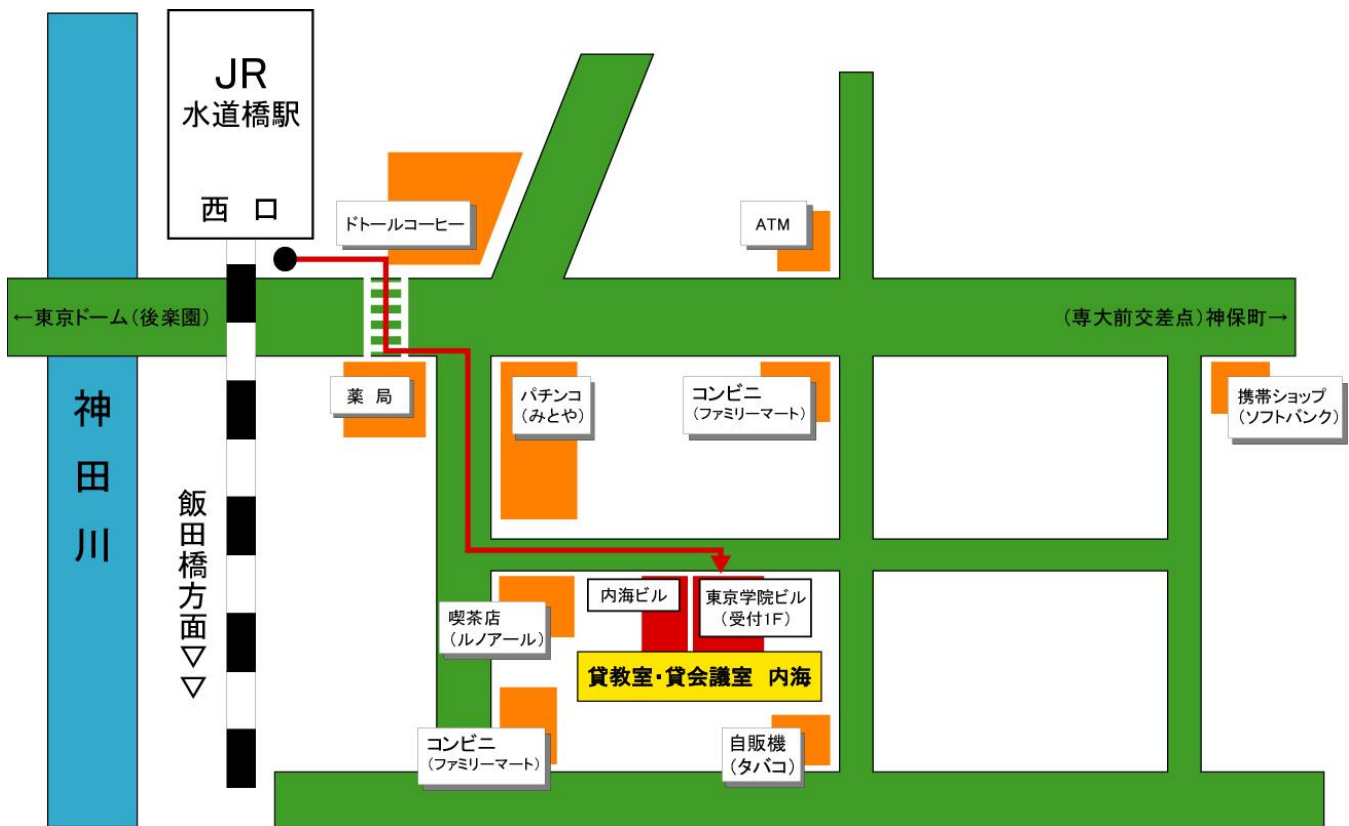 JR
水道橋駅
西 口
ドトールコーヒー
ATM
←東京ドーム(後楽園)
(専大前交差点)神保町→
薬 局
パチンコ
(みとや)
コンビニ
(ファミリーマート)
携帯ショップ
(ソフトバンク)
神田川
飯田橋方面▽▽
内海ビル
東京学院ビル
(受付1F)
喫茶店
(ルノアール)
貸教室・貸会議室 内海
コンビニ
(ファミリーマート)
自販機
(タバコ)